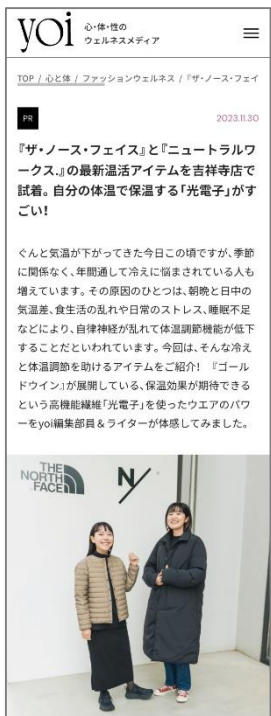 yoi 心・体・性の
ウェルネスメディア
TOP / 心と体 / ファッションウェルネス / 『ザ・ノース・フェイ
PR 2023.11.30
『ザ・ノース・フェイス』と『ニュートラルワ
ークス.』の最新温活アイテムを吉祥寺店で
試着。自分の体温で保温する「光電子」がす
ごい！
ぐんと気温が下がってきた今日この頃ですが、季節
に関係なく、年間通して冷えに悩まされている人も
増えています。その原因のひとつは、朝晩と日中の
気温差、食生活の乱れや日常のストレス、睡眠不足
などにより、自律神経が乱れて体温調節機能が低下
することだといわれています。今回は、そんな冷え
と体温調節を助けるアイテムをご紹介！ 『ゴール
ドウイン』が展開している、保温効果が期待できる
という高機能繊維「光電子」を使ったウエアのパワ
ーをyoi編集部員＆ライターが体感してみました。
THE
NORTH
FACE
N/